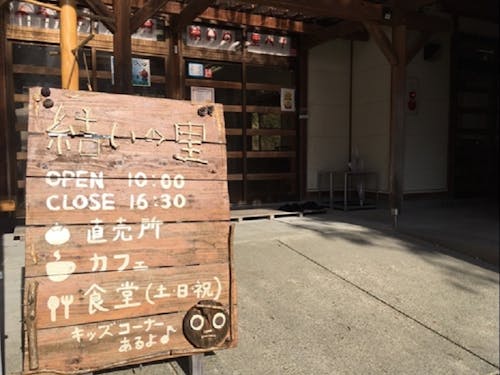 結いの里
OPEN 10:00
CLOSE 16:30
直売所
カフェ
食堂(土・日・祝)
キッズコーナー
あるよ♪